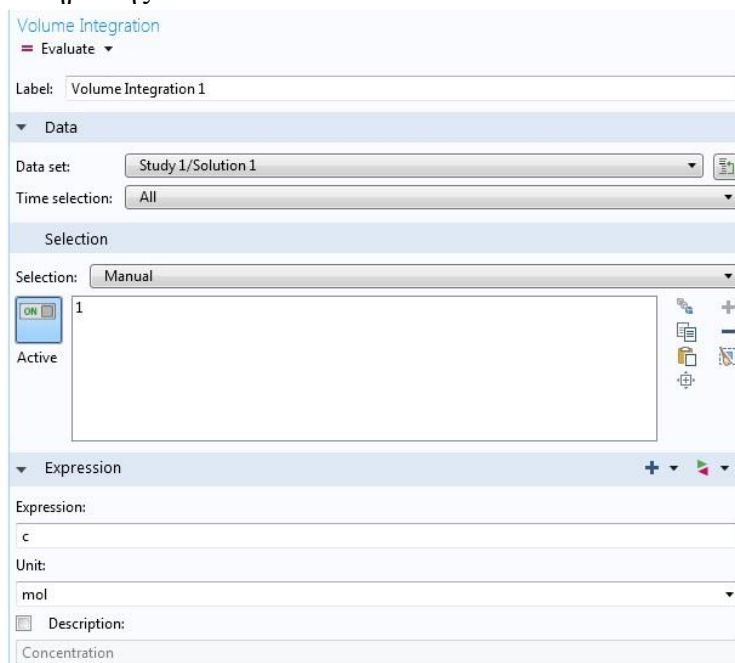 Volume Integration
= Evaluate
Label: Volume Integration 1
Data
Data set: Study 1/Solution 1
Time selection: All
Selection
Selection: Manual
ON
1
Active
Expression
Expression:
c
Unit:
mol
Description:
Concentration